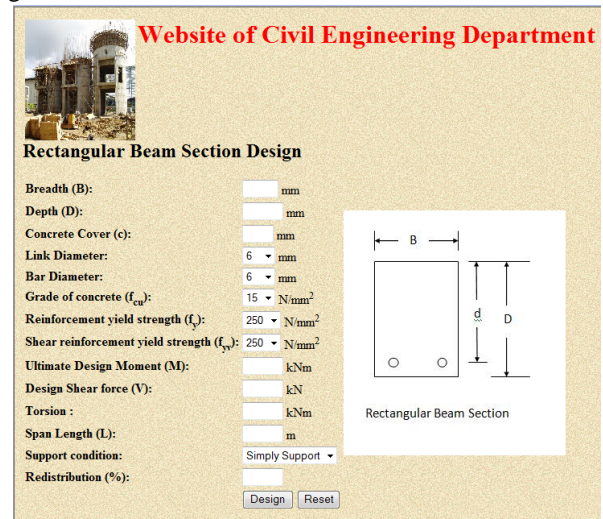 Website of Civil Engineering Department
Rectangular Beam Section Design
Breadth (B): mm
Depth (D): mm
Concrete Cover (c): mm
Link Diameter: 6 mm
Bar Diameter: 6 mm
Grade of concrete (fcu): 15 N/mm2
Reinforcement yield strength (fy): 250 N/mm2
Shear reinforcement yield strength (fyv): 250 N/mm2
Ultimate Design Moment (M): kNm
Design Shear force (V): kN
Torsion : kNm
Span Length (L): m
Support condition: Simply Support
Redistribution (%):
Design Reset
B
d D
Rectangular Beam Section